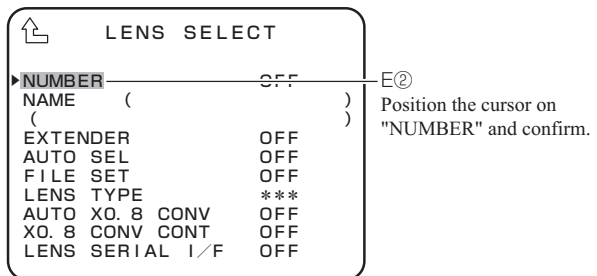 LENS SELECT
▶NUMBER OFF
NAME ( )
( )
EXTENDER OFF
AUTO SEL OFF
FILE SET OFF
LENS TYPE ***
AUTO X0.8 CONV OFF
X0.8 CONV CONT OFF
LENS SERIAL I/F OFF
E②
Position the cursor on
"NUMBER" and confirm.